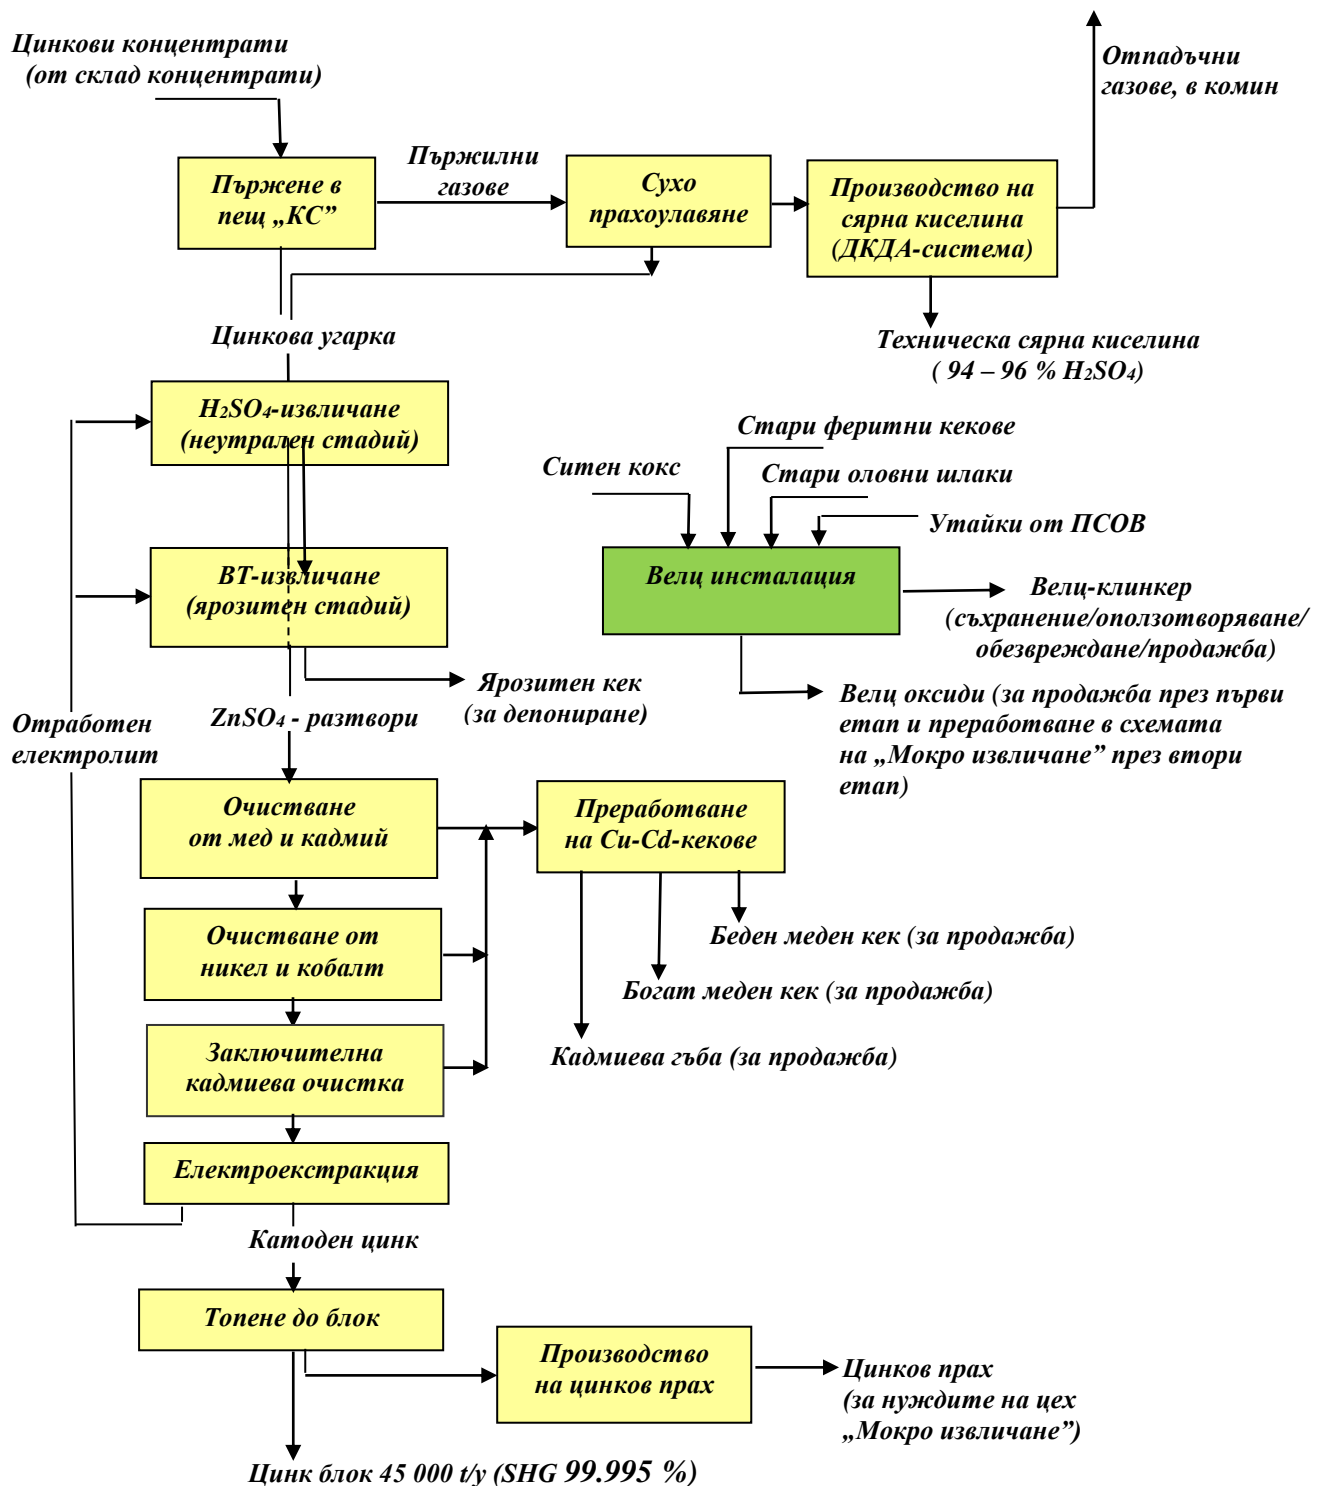 Цинкови концентрати
(от склад концентрати)
Отпадъчни
газове, в комин
Пържене в
пещ „КС”
Пържилни
газове
Сухо
прахоулавяне
Производство на
сярна киселина
(ДКДА-система)
Цинкова угарка
Техническа сярна киселина
( 94 – 96 % H₂SO₄)
H₂SO₄-извличане
(неутрален стадий)
Стари феритни кекове
Ситен кокс
Стари оловни шлаки
Утайки от ПСОВ
ВТ-извличане
(ярозитен стадий)
Велц инсталация
Велц-клинкер
(съхранение/оползотворяване/
обезвреждане/продажба)
Ярозитен кек
(за депониране)
Велц оксиди (за продажба през първи
етап и преработване в схемата
на „Мокро извличане” през втори
етап)
Отработен
електролит
ZnSO₄ - разтвори
Очистване
от мед и кадмий
Преработване
на Cu-Cd-кекове
Очистване от
никел и кобалт
Беден меден кек (за продажба)
Богат меден кек (за продажба)
Заключителна
кадмиева очистка
Кадмиева гъба (за продажба)
Електроекстракция
Катоден цинк
Топене до блок
Производство
на цинков прах
Цинков прах
(за нуждите на цех
„Мокро извличане”)
Цинк блок 45 000 t/y (SHG 99.995 %)